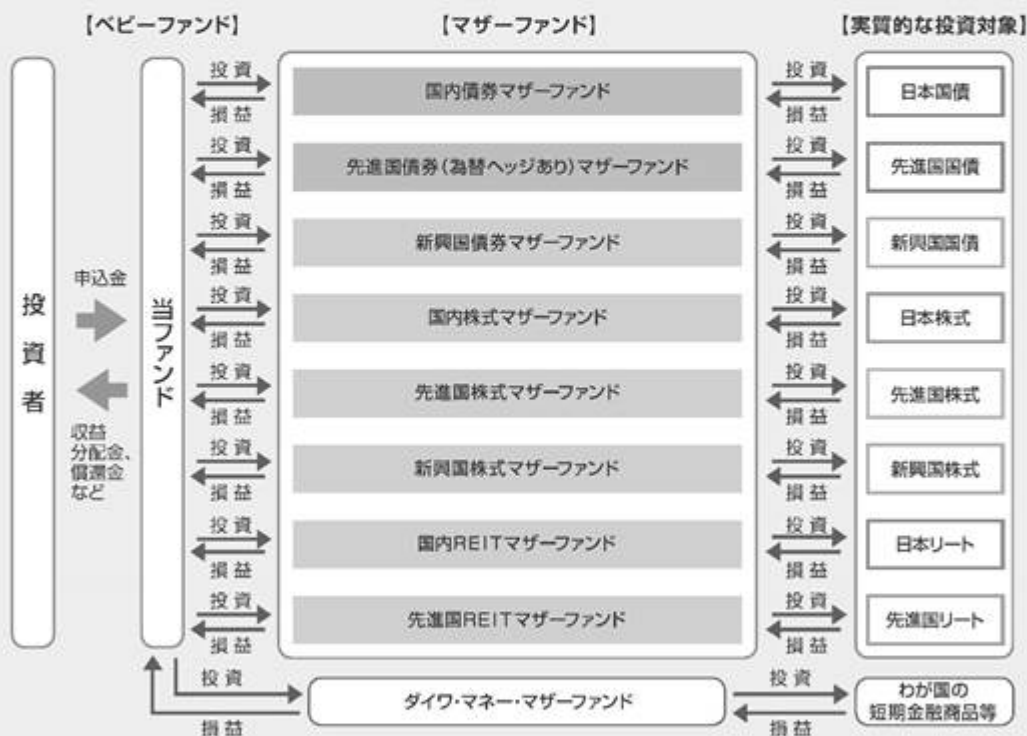 【ベビーファンド】
【マザーファンド】
【実質的な投資対象】
投資者
申込金
収益
分配金、
償還金
など
当ファンド
投資
損益
国内債券マザーファンド
投資
損益
日本国債
投資
損益
先進国債券(為替ヘッジあり)マザーファンド
投資
損益
先進国国債
投資
損益
新興国債券マザーファンド
投資
損益
新興国国債
投資
損益
国内株式マザーファンド
投資
損益
日本株式
投資
損益
先進国株式マザーファンド
投資
損益
先進国株式
投資
損益
新興国株式マザーファンド
投資
損益
新興国株式
投資
損益
国内REITマザーファンド
投資
損益
日本リート
投資
損益
先進国REITマザーファンド
投資
損益
先進国リート
投資
損益
ダイワ・マネー・マザーファンド
投資
損益
わが国の
短期金融商品等